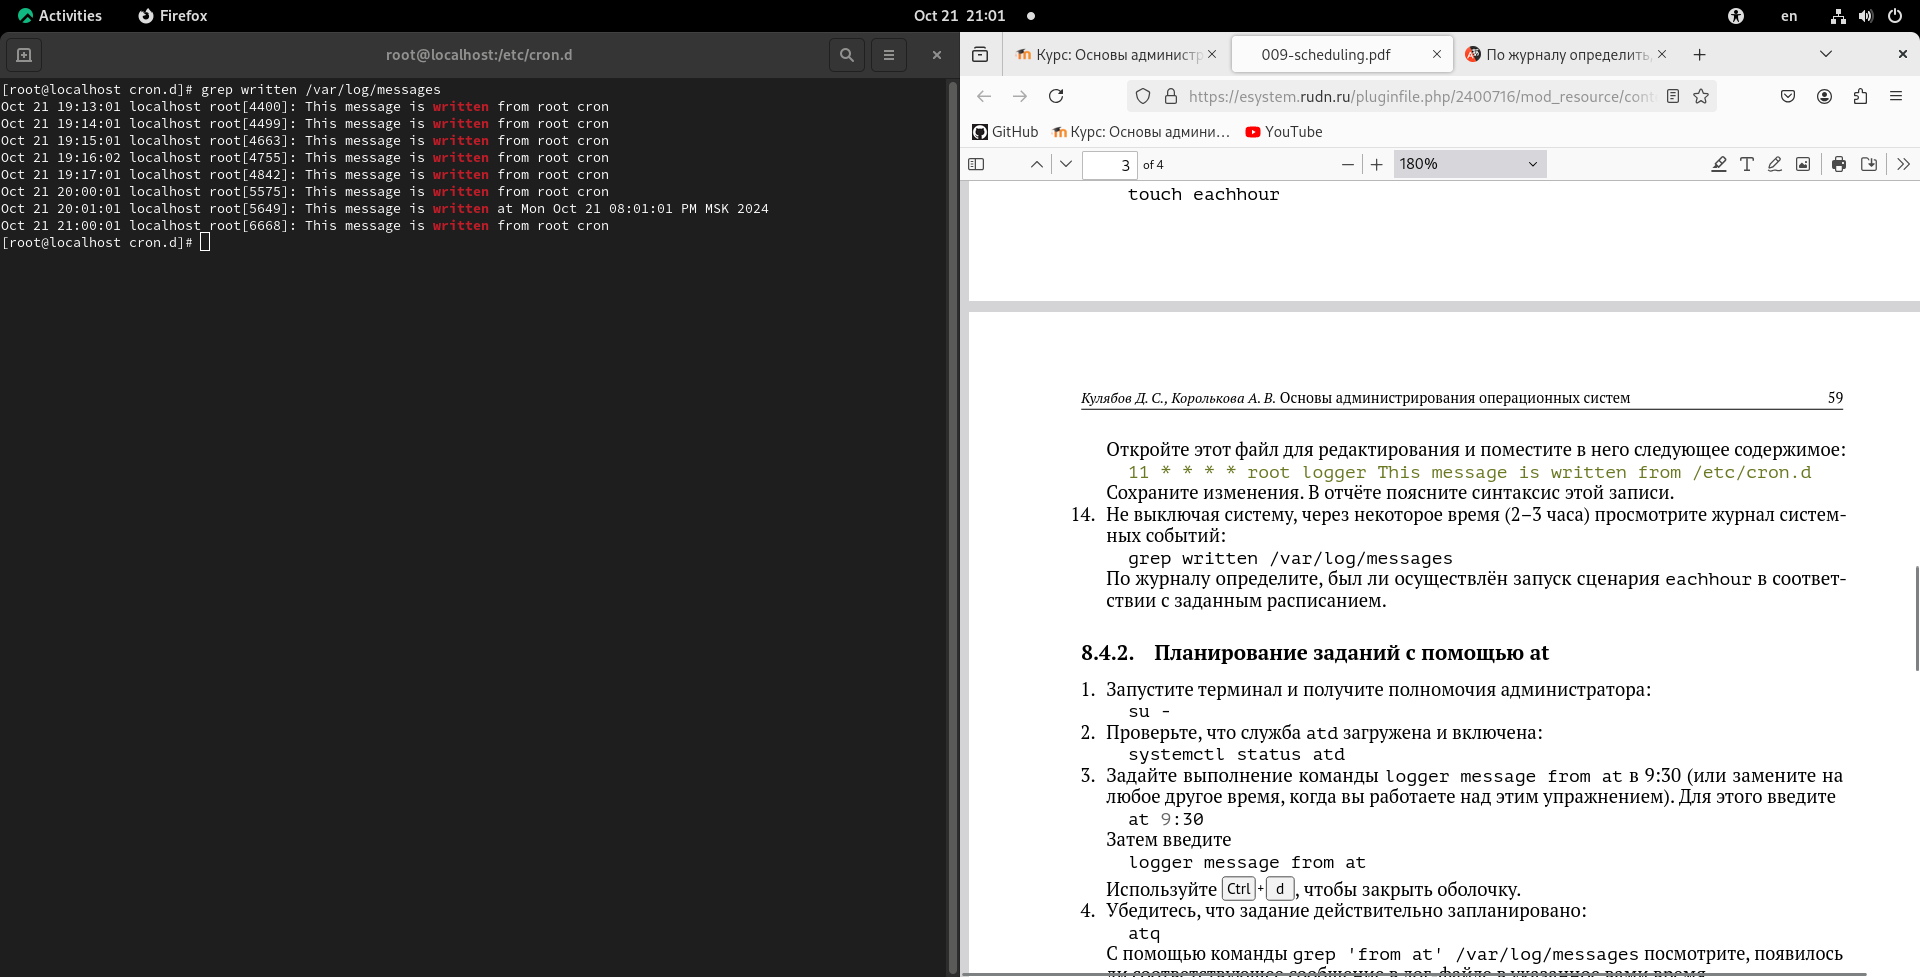 Activities
Firefox
Oct 21 21:01
en
root@localhost:/etc/cron.d
[root@localhost cron.d]# grep written /var/log/messages
Oct 21 19:13:01 localhost root[4400]: This message is written from root cron
Oct 21 19:14:01 localhost root[4499]: This message is written from root cron
Oct 21 19:15:01 localhost root[4663]: This message is written from root cron
Oct 21 19:16:02 localhost root[4755]: This message is written from root cron
Oct 21 19:17:01 localhost root[4842]: This message is written from root cron
Oct 21 20:00:01 localhost root[5575]: This message is written from root cron
Oct 21 20:01:01 localhost root[5649]: This message is written at Mon Oct 21 08:01:01 PM MSK 2024
Oct 21 21:00:01 localhost root[6668]: This message is written from root cron
[root@localhost cron.d]#
Курс: Основы администр
009-scheduling.pdf
По журналу определить,
https://esystem.rudn.ru/pluginfile.php/2400716/mod_resource/cont
GitHub
Курс: Основы админи…
YouTube
3 of 4
180%
touch eachhour
Кулябов Д. С., Королькова А. В. Основы администрирования операционных систем 59
Откройте этот файл для редактирования и поместите в него следующее содержимое:
11 * * * * root logger This message is written from /etc/cron.d
Сохраните изменения. В отчёте поясните синтаксис этой записи.
14. Не выключая систему, через некоторое время (2–3 часа) просмотрите журнал систем-
ных событий:
grep written /var/log/messages
По журналу определите, был ли осуществлён запуск сценария eachhour в соответ-
ствии с заданным расписанием.
8.4.2. Планирование заданий с помощью at
1. Запустите терминал и получите полномочия администратора:
su -
2. Проверьте, что служба atd загружена и включена:
systemctl status atd
3. Задайте выполнение команды logger message from at в 9:30 (или замените на
любое другое время, когда вы работаете над этим упражнением). Для этого введите
at 9:30
Затем введите
logger message from at
Используйте Ctrl + d , чтобы закрыть оболочку.
4. Убедитесь, что задание действительно запланировано:
atq
С помощью команды grep 'from at' /var/log/messages посмотрите, появилось
ли соответствующее сообщение в лог-файле в указанное вами время.